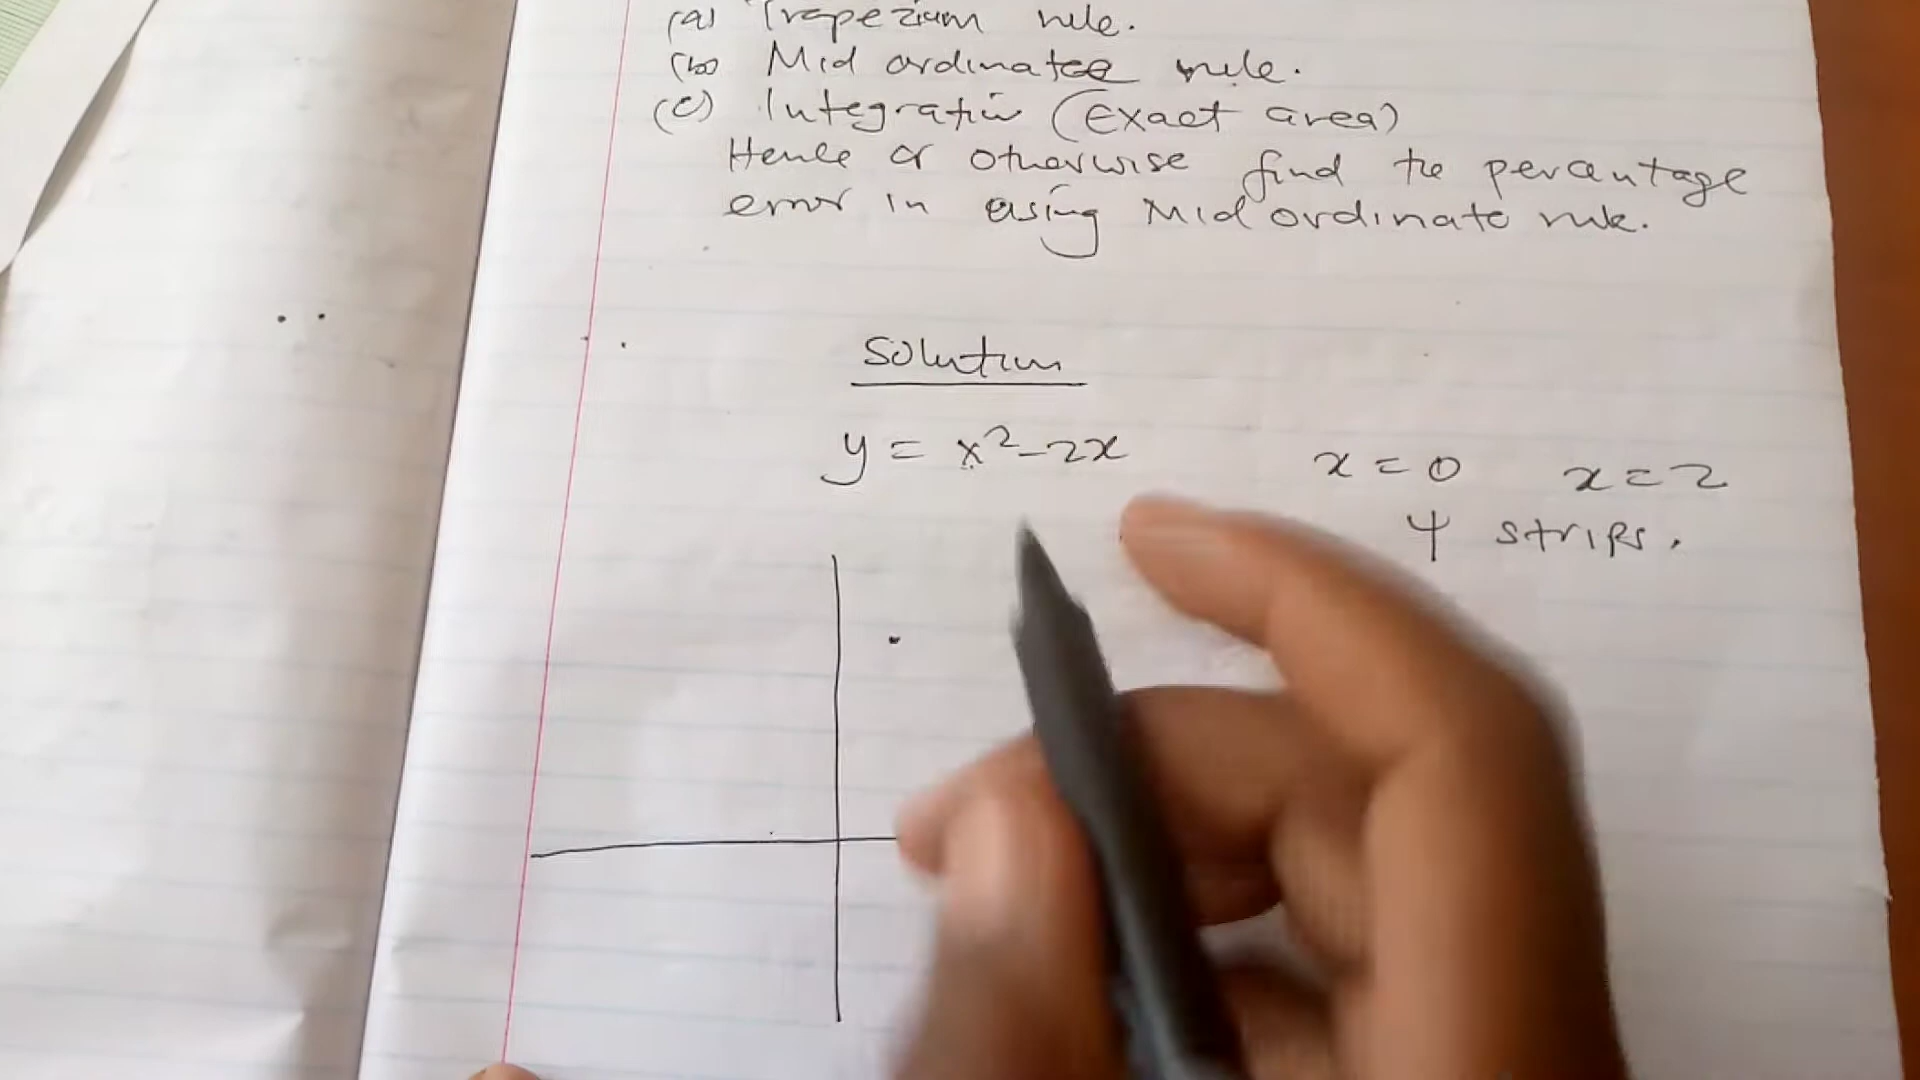 (a) Trapezium rule.
(b) Mid ordinate rule.
(c) Integration (Exact area)
Hence or otherwise find the percentage
error in using Mid ordinate rule.
Solution
y = x²-2x
x = 0 x = 2
4 strips.